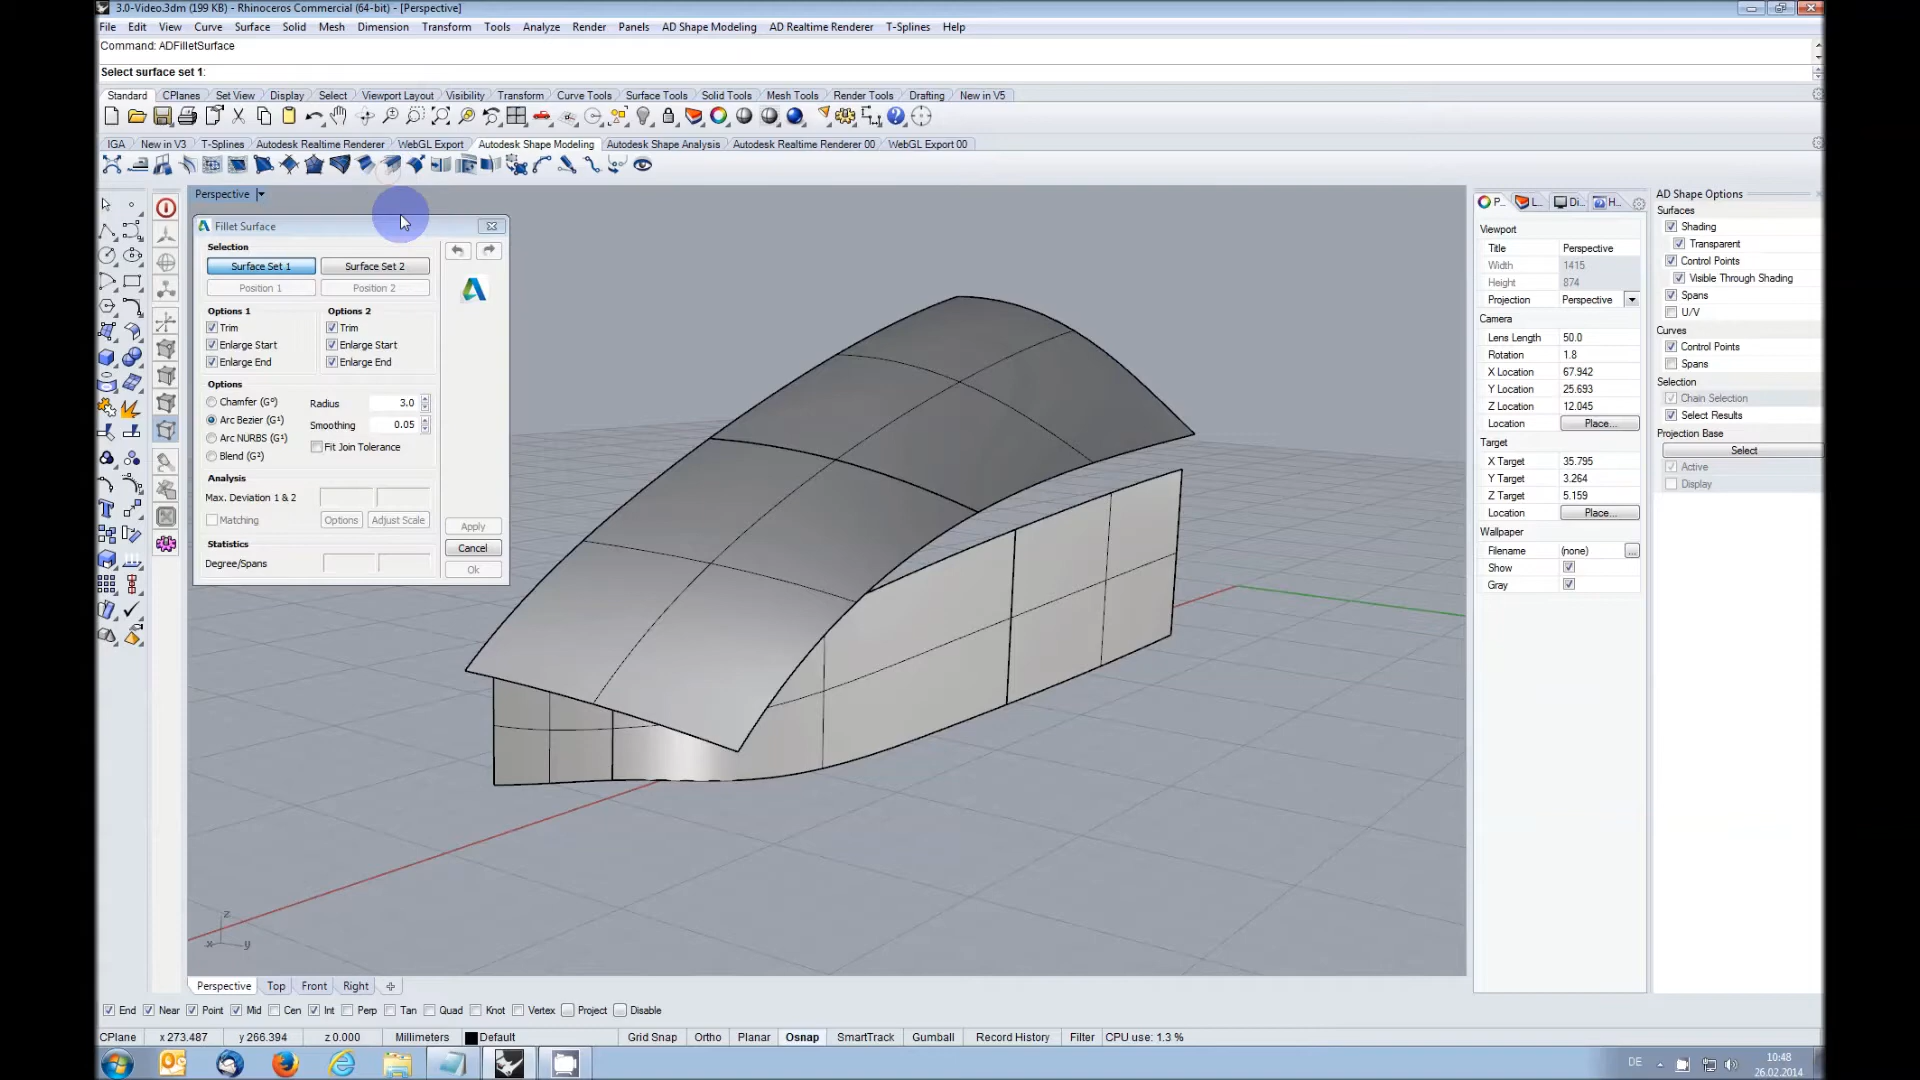 3.0-Video.3dm (199 KB) - Rhinoceros Commercial (64-bit) - [Perspective]
File Edit View Curve Surface Solid Mesh Dimension Transform Tools Analyze Render Panels AD Shape Modeling AD Realtime Renderer T-Splines Help
Command: ADFilletSurface
Select surface set 1:
Standard CPlanes Set View Display Select Viewport Layout Visibility Transform Curve Tools Surface Tools Solid Tools Mesh Tools Render Tools Drafting New in V5
IGA New in V3 T-Splines Autodesk Realtime Renderer WebGL Export Autodesk Shape Modeling Autodesk Shape Analysis Autodesk Realtime Renderer 00 WebGL Export 00
Perspective
Fillet Surface
Selection
Surface Set 1 Surface Set 2
Position 1 Position 2
Options 1 Options 2
Trim Trim
Enlarge Start Enlarge Start
Enlarge End Enlarge End
Options
Chamfer (G⁰) Radius 3.0
Arc Bezier (G¹) Smoothing 0.05
Arc NURBS (G¹) Fit Join Tolerance
Blend (G²)
Analysis
Max. Deviation 1 & 2
Matching Options Adjust Scale
Statistics
Degree/Spans
Apply
Cancel
Ok
P... L... Di... H...
Viewport
Title Perspective
Width 1415
Height 874
Projection Perspective
Camera
Lens Length 50.0
Rotation 1.8
X Location 67.942
Y Location 25.693
Z Location 12.045
Location Place...
Target
X Target 35.795
Y Target 3.264
Z Target 5.159
Location Place...
Wallpaper
Filename (none) ...
Show
Gray
AD Shape Options
Surfaces
Shading
Transparent
Control Points
Visible Through Shading
Spans
U/V
Curves
Control Points
Spans
Selection
Chain Selection
Select Results
Projection Base
Select
Active
Display
z
x y
Perspective Top Front Right
End Near Point Mid Cen Int Perp Tan Quad Knot Vertex Project Disable
CPlane x 273.487 y 266.394 z 0.000 Millimeters Default Grid Snap Ortho Planar Osnap SmartTrack Gumball Record History Filter CPU use: 1.3 %
DE 10:48
26.02.2014